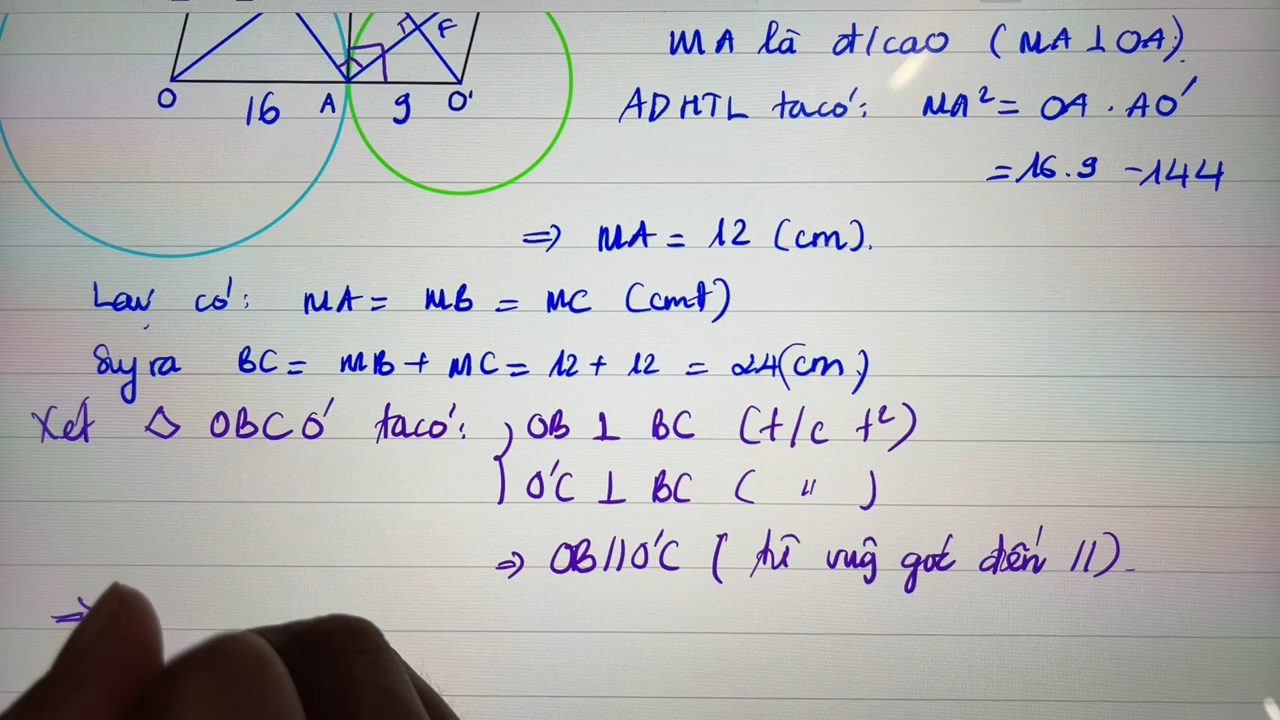 F
O 16 A 9 O'
MA là đ/cao (MA ⊥ OA).
ADHTL ta có: MA² = OA . AO'
= 16 . 9 = 144
=> MA = 12 (cm).
Lại có: MA = MB = MC (cmt)
Suy ra BC = MB + MC = 12 + 12 = 24 (cm)
Xét ◇ OBCO' ta có: { OB ⊥ BC (t/c t²)
O'C ⊥ BC ( " )
=> OB // O'C ( góc đến //).
=>